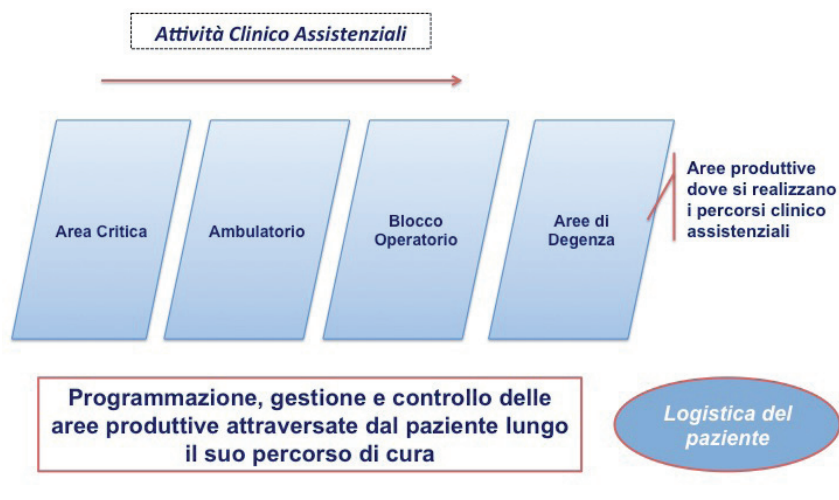 Attività Clinico Assistenziali
Area Critica
Ambulatorio
Blocco
Operatorio
Aree di
Degenza
Aree produttive
dove si realizzano
i percorsi clinico
assistenziali
Programmazione, gestione e controllo delle
aree produttive attraversate dal paziente lungo
il suo percorso di cura
Logistica del
paziente